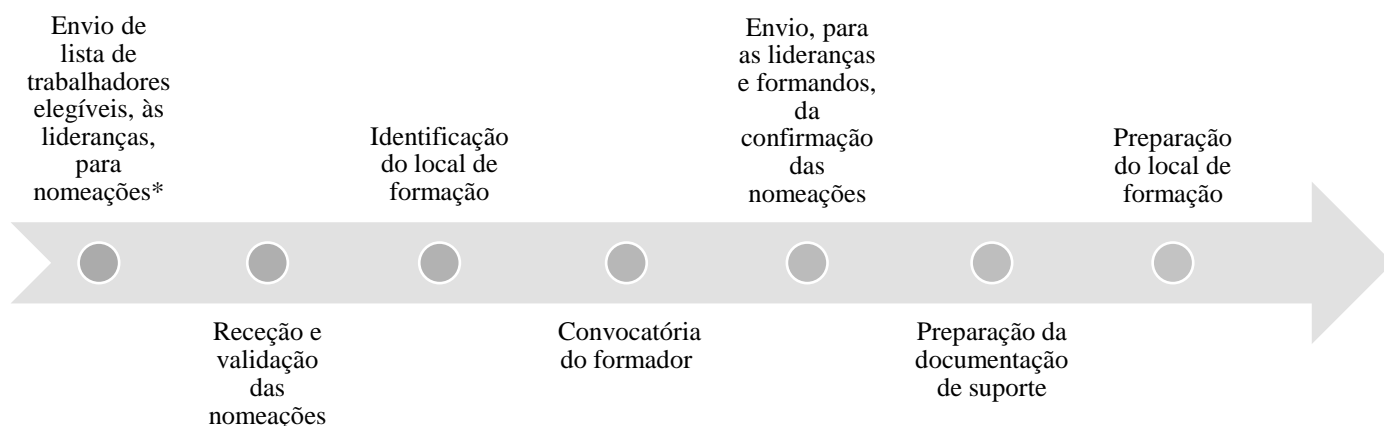 Envio de
lista de
trabalhadores
elegíveis, às
lideranças,
para
nomeações*
Receção e
validação
das
nomeações
Identificação
do local de
formação
Convocatória
do formador
Envio, para
as lideranças
e formandos,
da
confirmação
das
nomeações
Preparação da
documentação
de suporte
Preparação
do local de
formação